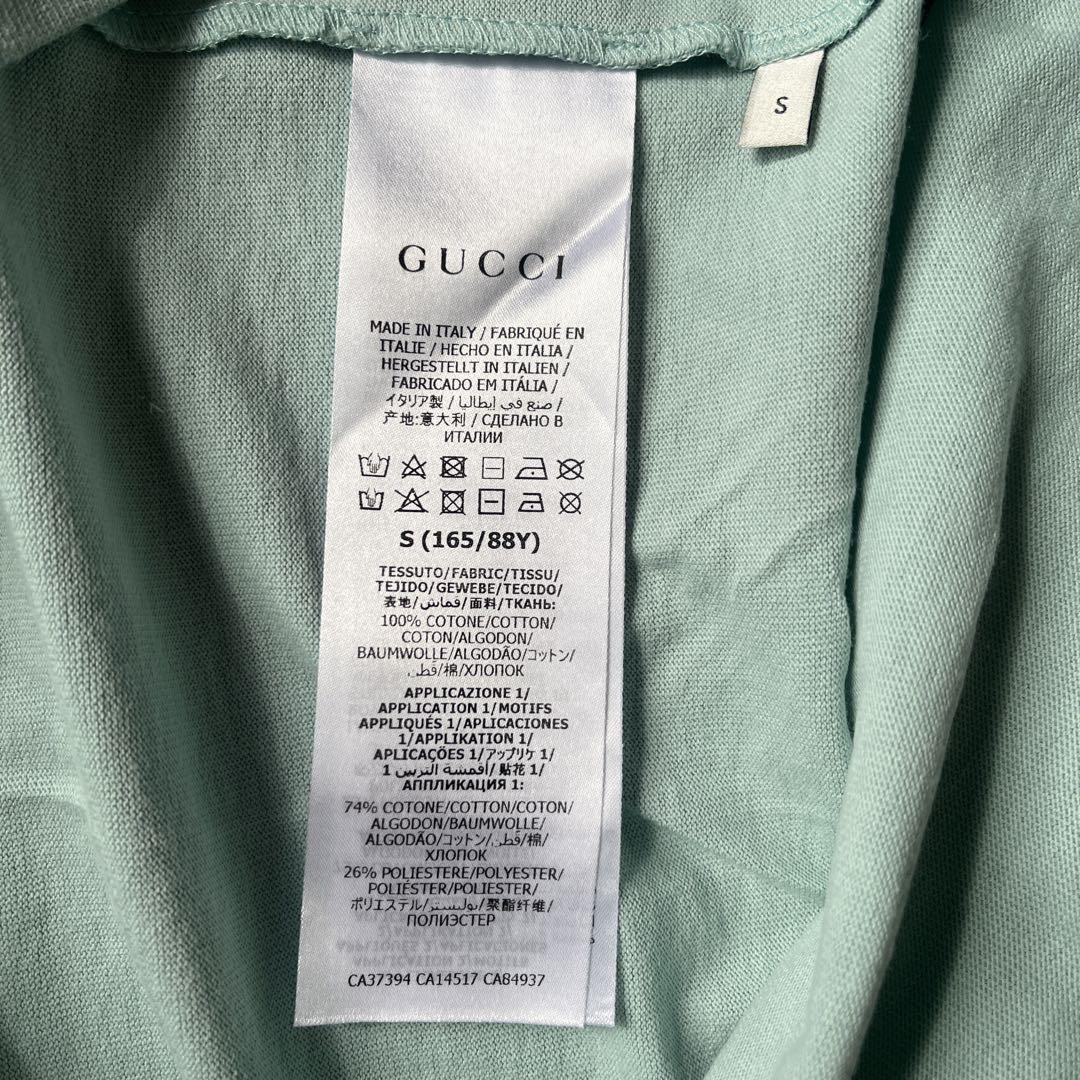 S
GUCCI
MADE IN ITALY / FABRIQUÉ EN
ITALIE / HECHO EN ITALIA /
HERGESTELLT IN ITALIEN /
FABRICADO EM ITÁLIA /
イタリア製 / صنع في إيطاليا /
产地:意大利 / СДЕЛАНО В
ИТАЛИИ
S (165/88Y)
TESSUTO/FABRIC/TISSU/
TEJIDO/GEWEBE/TECIDO/
表地/قماش/面料/ТКАНЬ:
100% COTONE/COTTON/
COTON/ALGODON/
BAUMWOLLE/ALGODÃO/コットン/
قطن/棉/ХЛОПОК
APPLICAZIONE 1/
APPLICATION 1/MOTIFS
APPLIQUÉS 1/APLICACIONES
1/APPLIKATION 1/
APLICAÇÕES 1/アップリケ 1/
أقمشة التزيين 1/贴花 1/
АППЛИКАЦИЯ 1:
74% COTONE/COTTON/COTON/
ALGODON/BAUMWOLLE/
ALGODÃO/コットン/قطن/棉/
ХЛОПОК
26% POLIESTERE/POLYESTER/
POLIÉSTER/POLIESTER/
ポリエステル/بوليستر/聚酯纤维/
ПОЛИЭСТЕР
CA37394 CA14517 CA84937